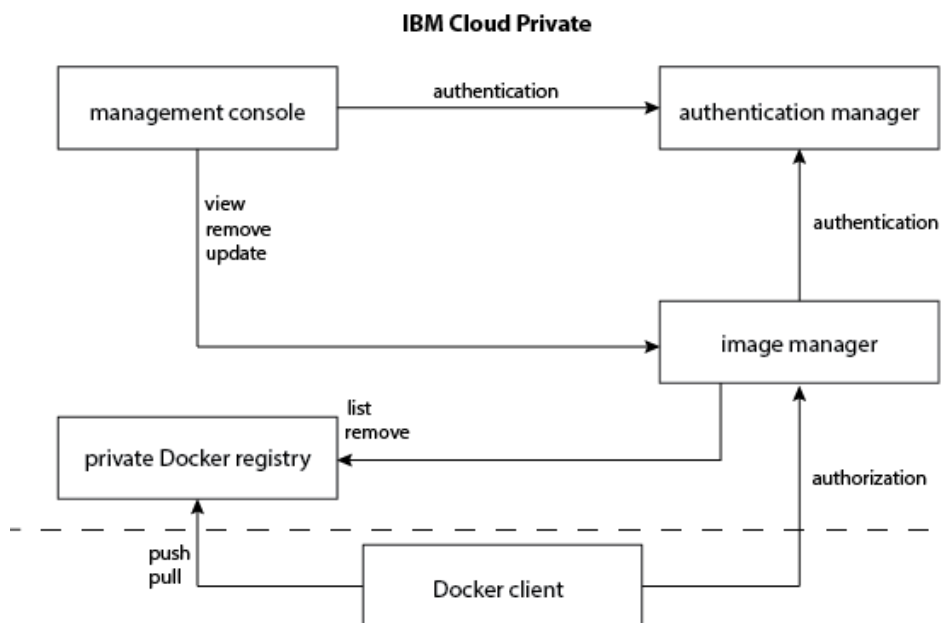 IBM Cloud Private
management console
authentication
authentication manager
view
remove
update
authentication
image manager
list
remove
private Docker registry
authorization
push
pull
Docker client